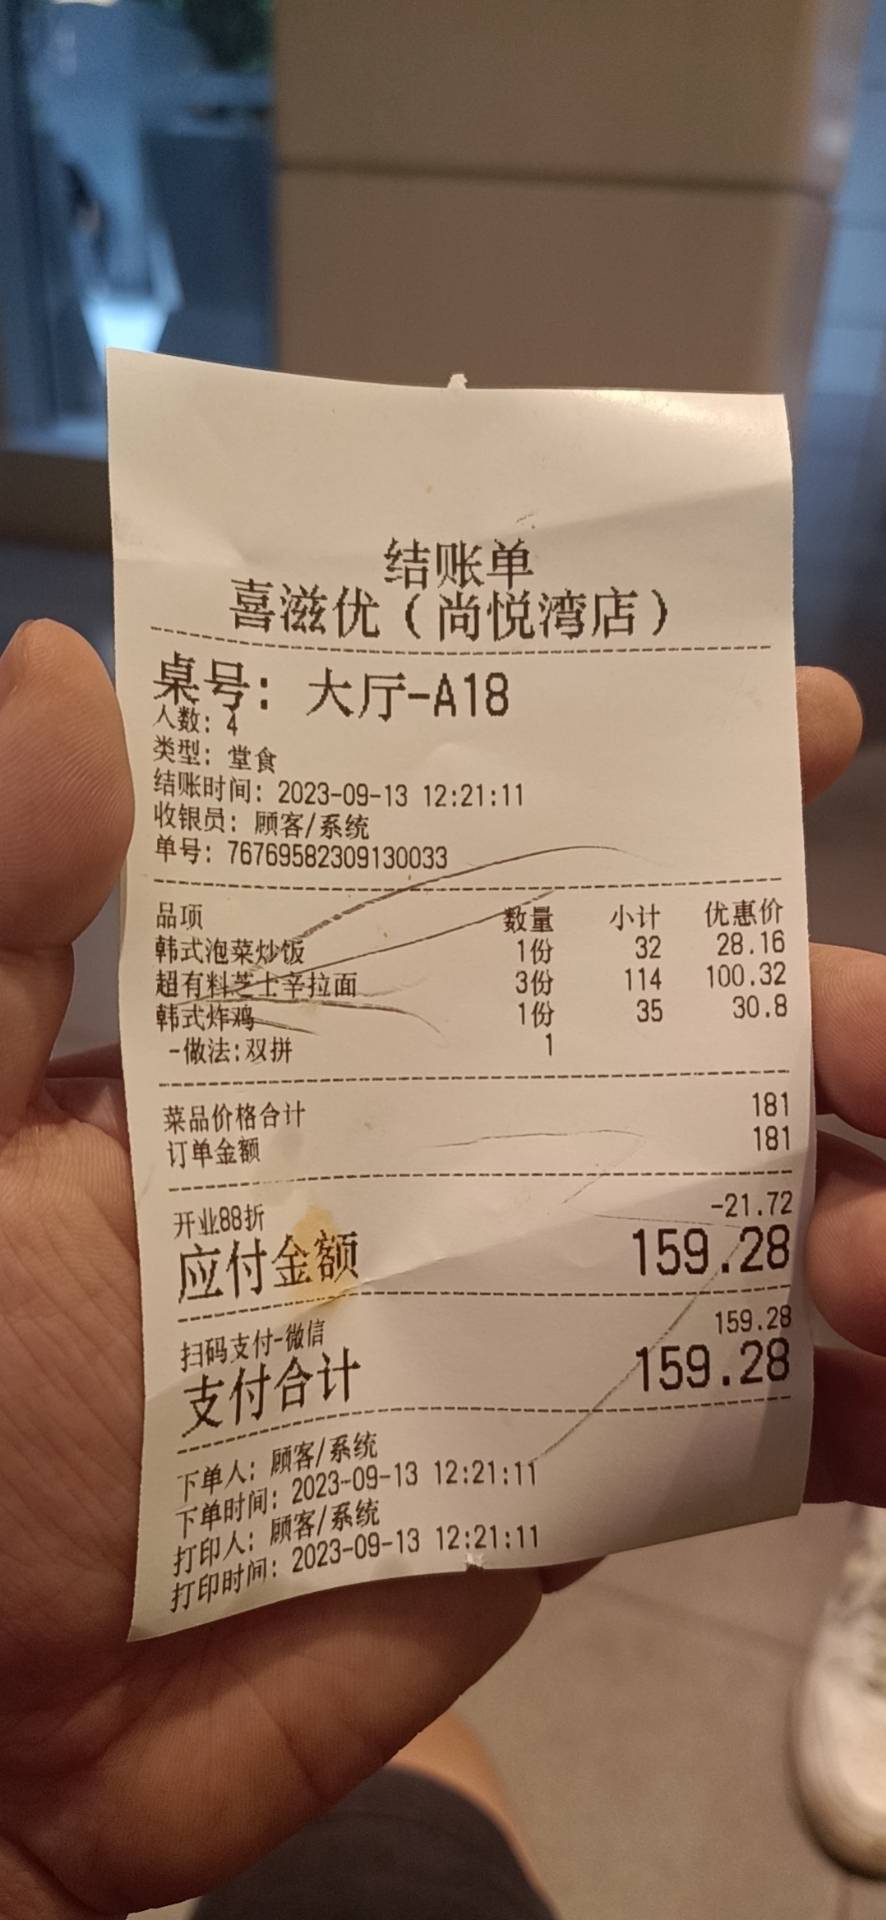 结账单
喜滋优（尚悦湾店）
桌号: 大厅-A18
人数: 4
类型: 堂食
结账时间: 2023-09-13 12:21:11
收银员: 顾客/系统
单号: 76769582309130033
品项 数量 小计 优惠价
韩式泡菜炒饭 1份 32 28.16
超有料芝士辛拉面 3份 114 100.32
韩式炸鸡 1份 35 30.8
-做法:双拼 1
菜品价格合计 181
订单金额 181
开业88折 -21.72
应付金额 159.28
扫码支付-微信 159.28
支付合计 159.28
下单人: 顾客/系统
下单时间: 2023-09-13 12:21:11
打印人: 顾客/系统
打印时间: 2023-09-13 12:21:11